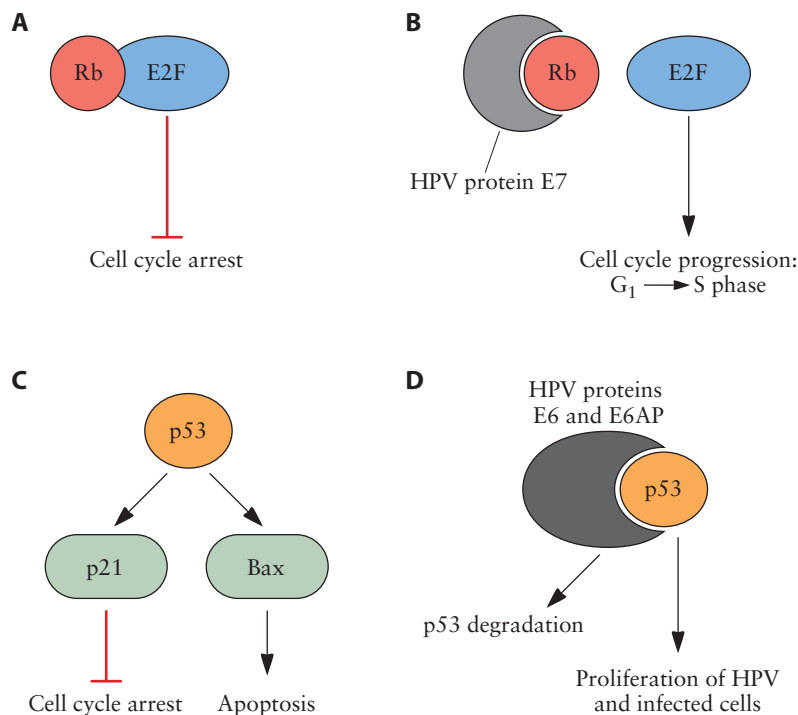 A
Rb
E2F
Cell cycle arrest
B
Rb
E2F
HPV protein E7
Cell cycle progression:
G₁ S phase
C
p53
p21
Bax
Cell cycle arrest
Apoptosis
D
HPV proteins
E6 and E6AP
p53
p53 degradation
Proliferation of HPV
and infected cells